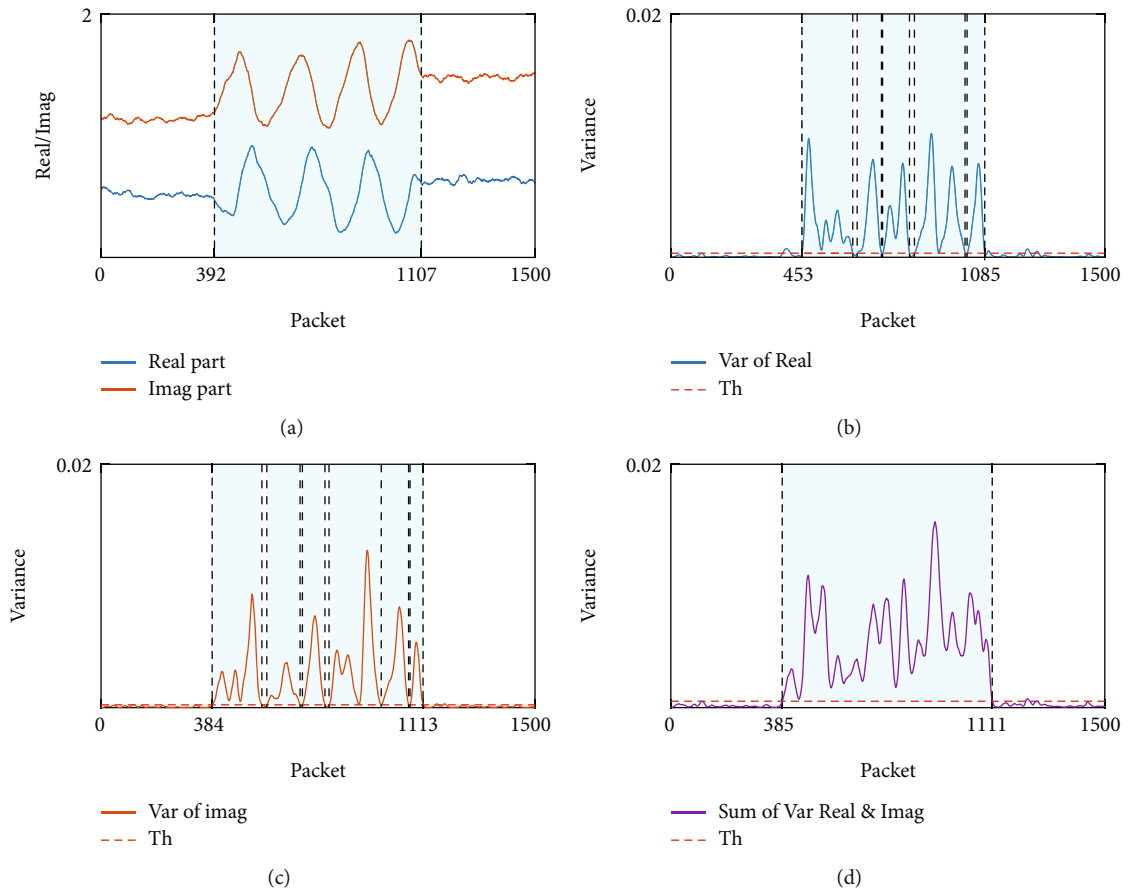 2
Real/Imag
0
392
1107
1500
Packet
Real part
Imag part
(a)
0.02
Variance
0
453
1085
1500
Packet
Var of Real
Th
(b)
0.02
Variance
0
384
1113
1500
Packet
Var of imag
Th
(c)
0.02
Variance
0
385
1111
1500
Packet
Sum of Var Real & Imag
Th
(d)